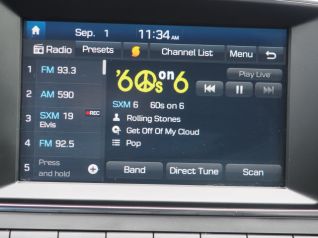 Sep. 1 11:34 AM
Radio Presets Channel List Menu
1 FM 93.3
2 AM 590
3 SXM 19 REC
Elvis
4 FM 92.5
5 Press
and hold
'60s on 6
Play Live
SXM 6 60s on 6
Rolling Stones
Get Off Of My Cloud
Pop
Band Direct Tune Scan